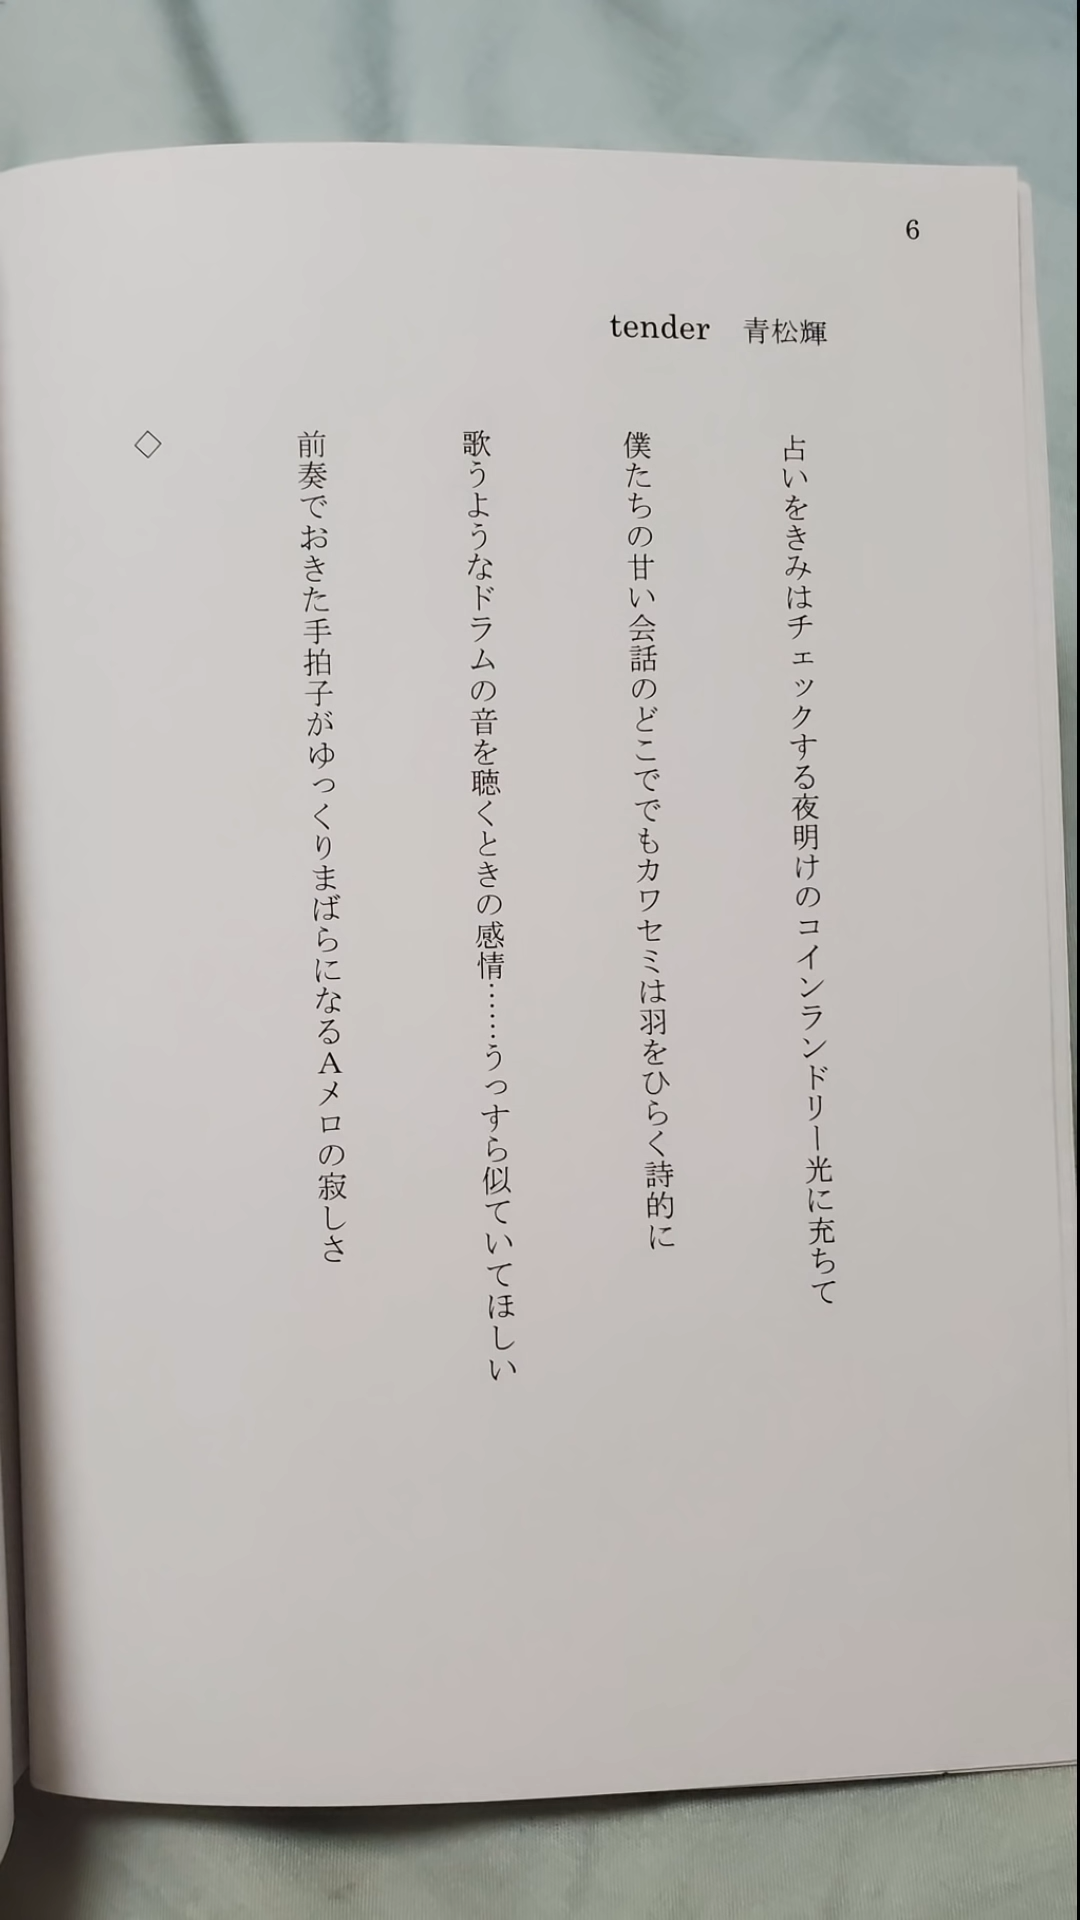 6
tender　青松輝
占いをきみはチェックする夜明けのコインランドリー光に充ちて
僕たちの甘い会話のどこででもカワセミは羽をひらく詩的に
歌うようなドラムの音を聴くときの感情……うっすら似ていてほしい
前奏でおきた手拍子がゆっくりまばらになるAメロの寂しさ
◇